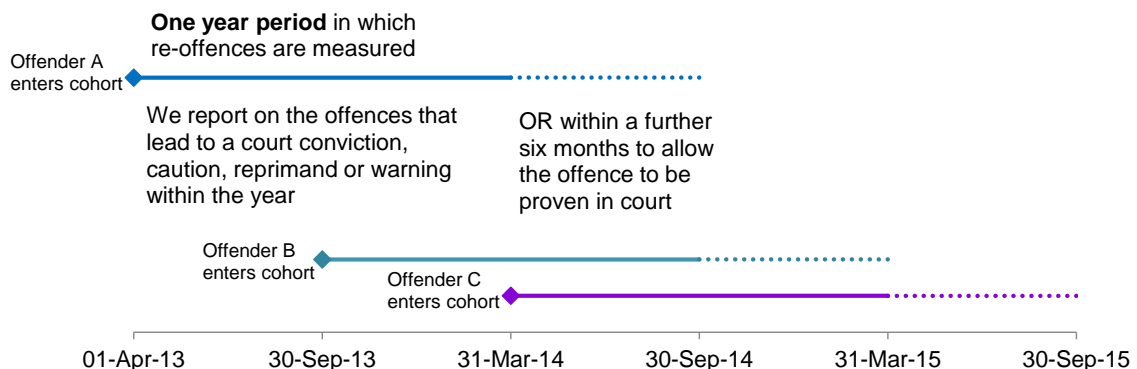 One year period in which
re-offences are measured
Offender A
enters cohort
We report on the offences that
lead to a court conviction,
caution, reprimand or warning
within the year
OR within a further
six months to allow
the offence to be
proven in court
Offender B
enters cohort
Offender C
enters cohort
01-Apr-13 30-Sep-13 31-Mar-14 30-Sep-14 31-Mar-15 30-Sep-15